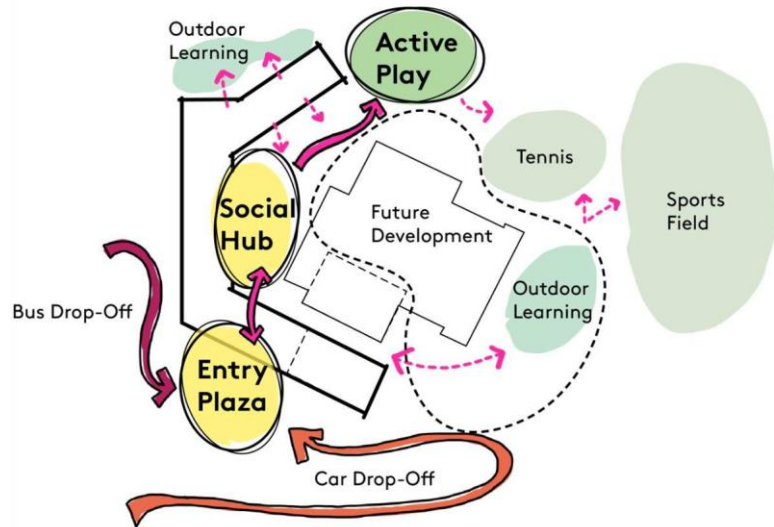 Outdoor
Learning
Active
Play
Tennis
Sports
Field
Social
Hub
Future
Development
Outdoor
Learning
Bus Drop-Off
Entry
Plaza
Car Drop-Off